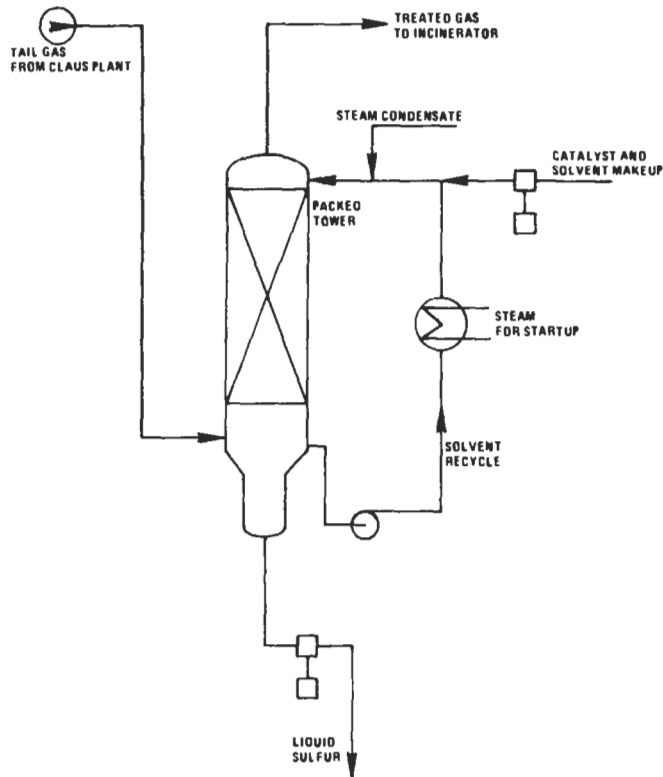 TREATED GAS
TO INCINERATOR
TAIL GAS
FROM CLAUS PLANT
STEAM CONDENSATE
CATALYST AND
SOLVENT MAKEUP
PACKED
TOWER
STEAM
FOR STARTUP
SOLVENT
RECYCLE
LIQUID
SULFUR